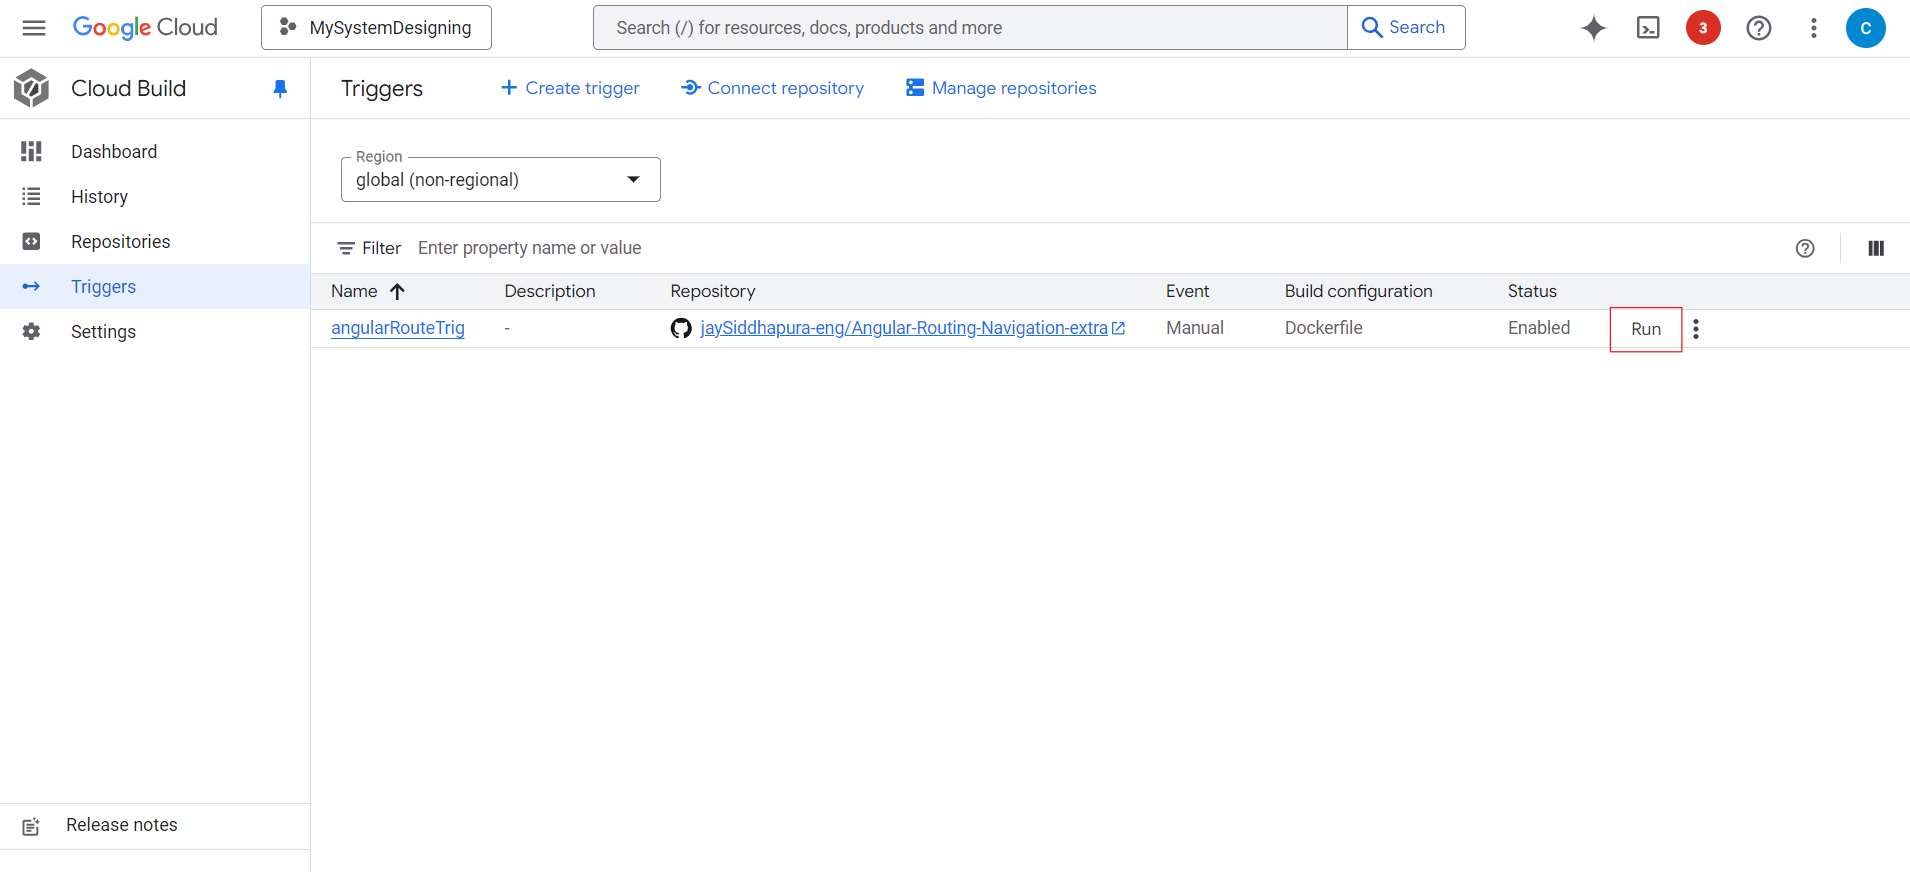 Google Cloud
MySystemDesigning
Search (/) for resources, docs, products and more
Search
3
C
Cloud Build
Triggers
Create trigger
Connect repository
Manage repositories
Dashboard
History
Repositories
Triggers
Settings
Region
global (non-regional)
Filter
Enter property name or value
Name
Description
Repository
Event
Build configuration
Status
angularRouteTrig
-
jaySiddhapura-eng/Angular-Routing-Navigation-extra
Manual
Dockerfile
Enabled
Run
Release notes